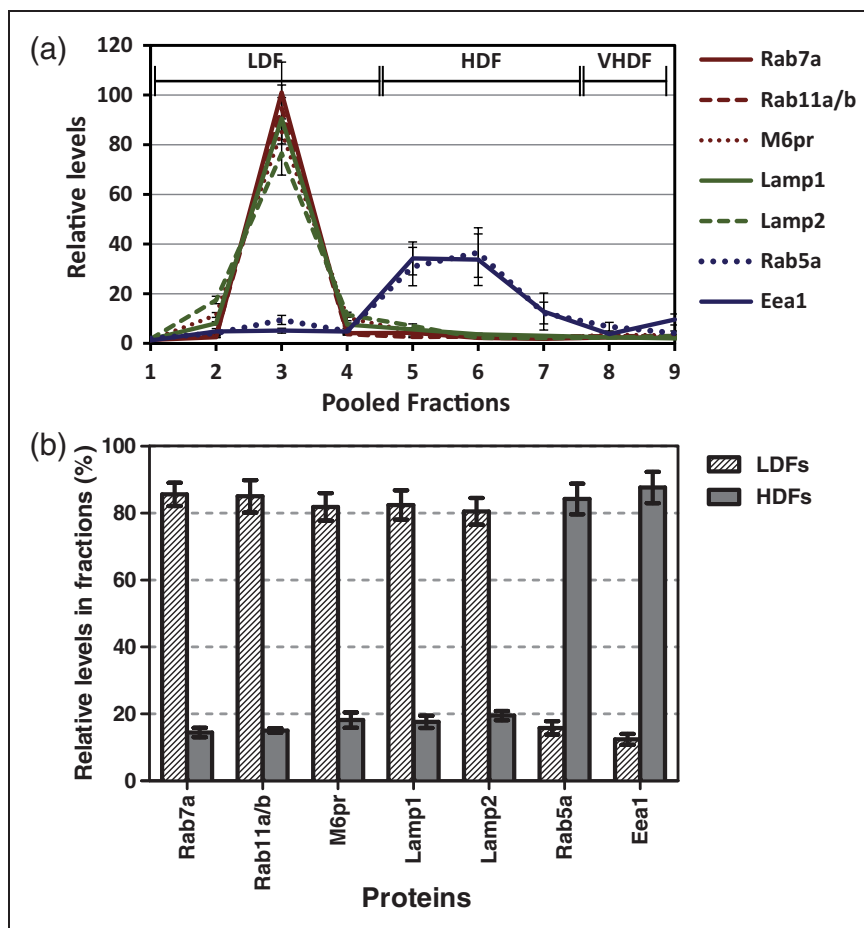 (a)
120
100
80
60
40
20
0
Relative levels
LDF HDF VHDF
1 2 3 4 5 6 7 8 9
Pooled Fractions
Rab7a
Rab11a/b
M6pr
Lamp1
Lamp2
Rab5a
Eea1
(b)
100
80
60
40
20
0
Relative levels in fractions (%)
LDFs
HDFs
Rab7a
Rab11a/b
M6pr
Lamp1
Lamp2
Rab5a
Eea1
Proteins